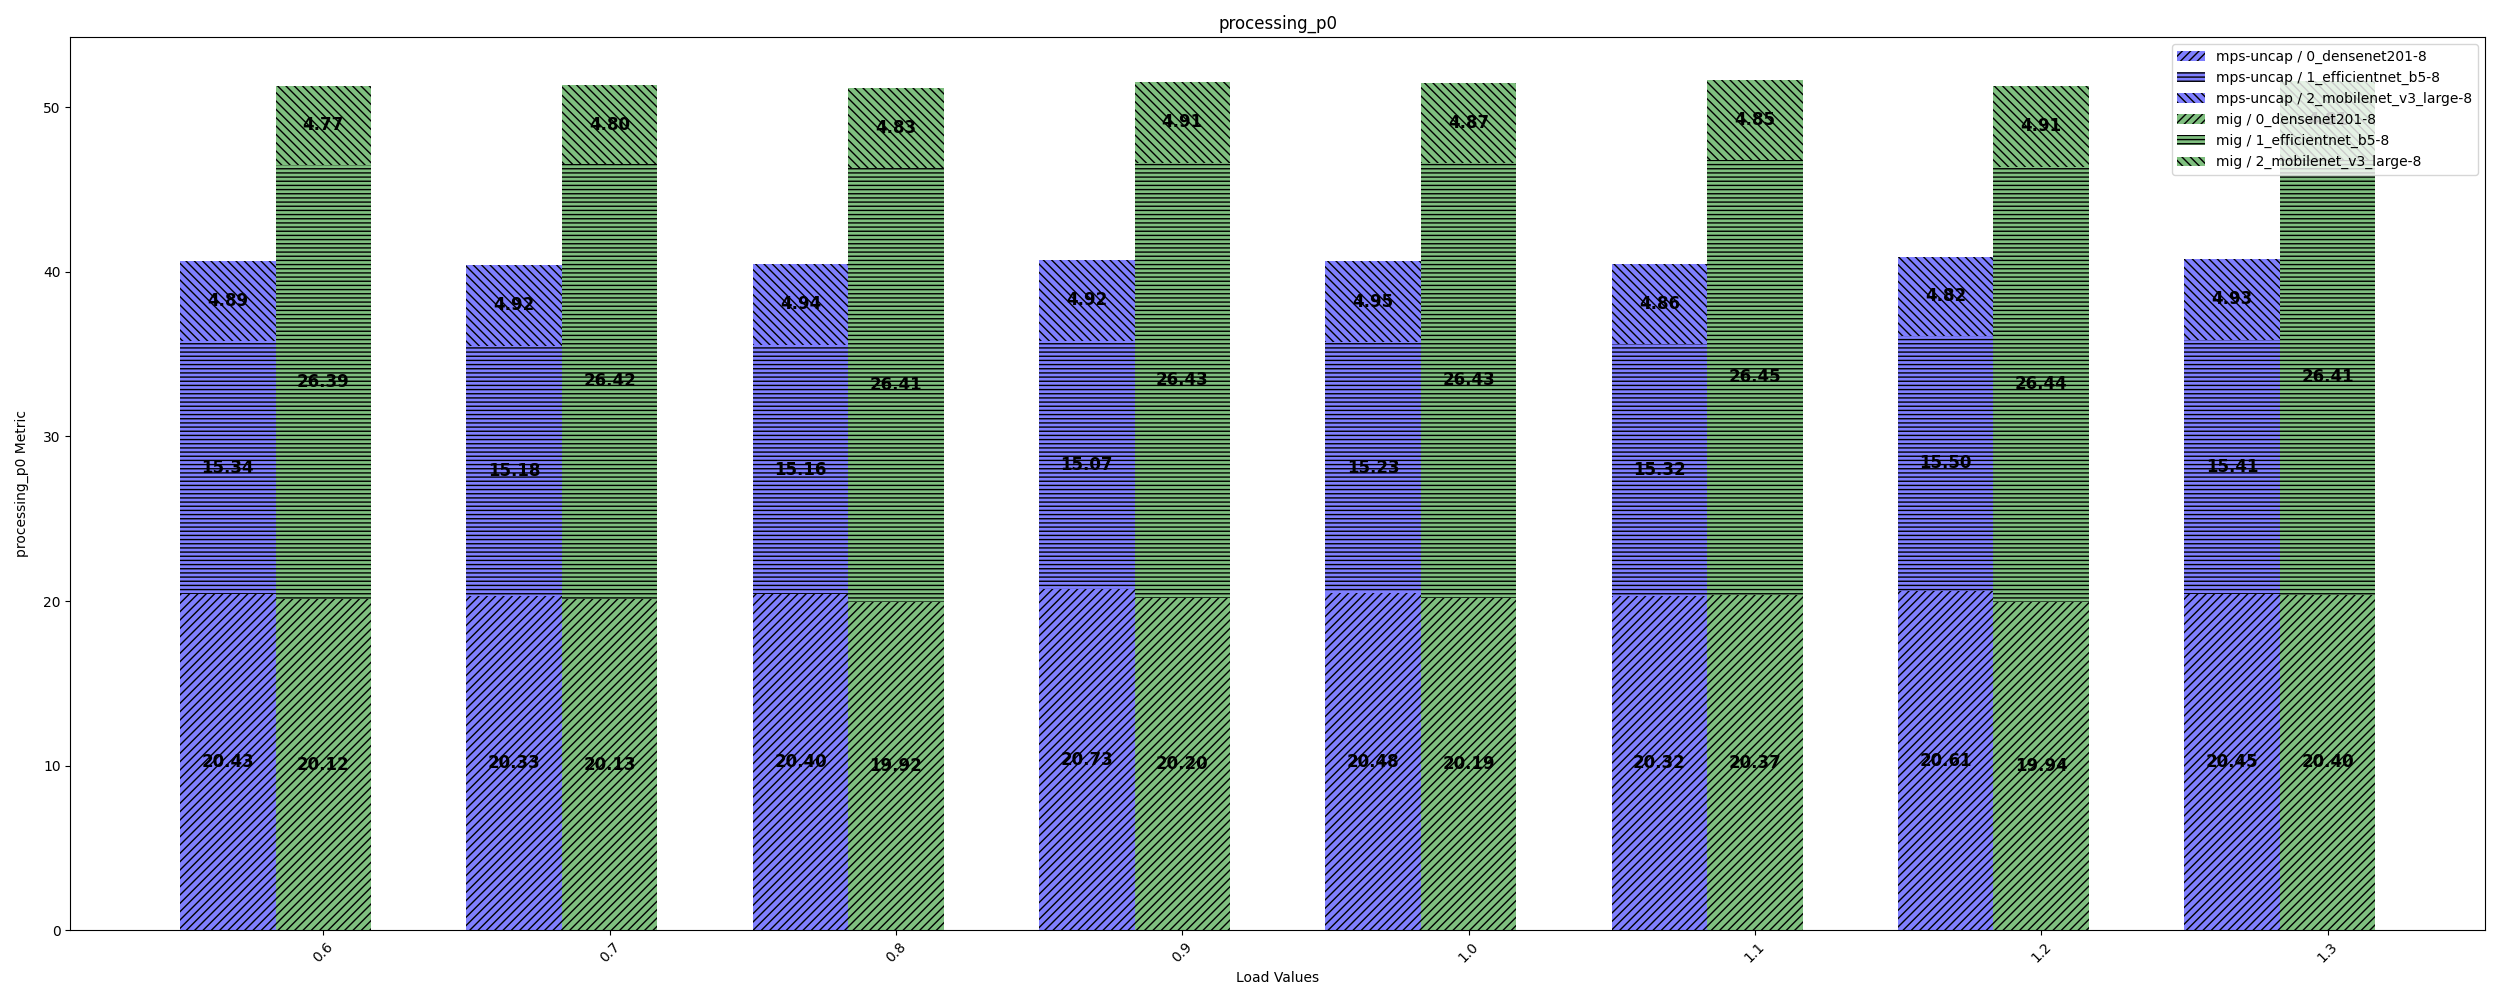 processing_p0
mps-uncap / 0_densenet201-8
mps-uncap / 1_efficientnet_b5-8
mps-uncap / 2_mobilenet_v3_large-8
mig / 0_densenet201-8
mig / 1_efficientnet_b5-8
mig / 2_mobilenet_v3_large-8
processing_p0 Metric
50
40
30
20
10
0
4.77 4.80 4.83 4.91 4.87 4.85 4.91
4.89 4.92 4.94 4.92 4.95 4.86 4.82 4.93
26.39 26.42 26.41 26.43 26.43 26.45 26.44 26.41
15.34 15.18 15.16 15.07 15.23 15.32 15.50 15.41
20.43 20.12 20.33 20.13 20.40 19.92 20.73 20.20 20.48 20.19 20.32 20.37 20.61 19.94 20.45 20.40
0.6 0.7 0.8 0.9 1.0 1.1 1.2 1.3
Load Values